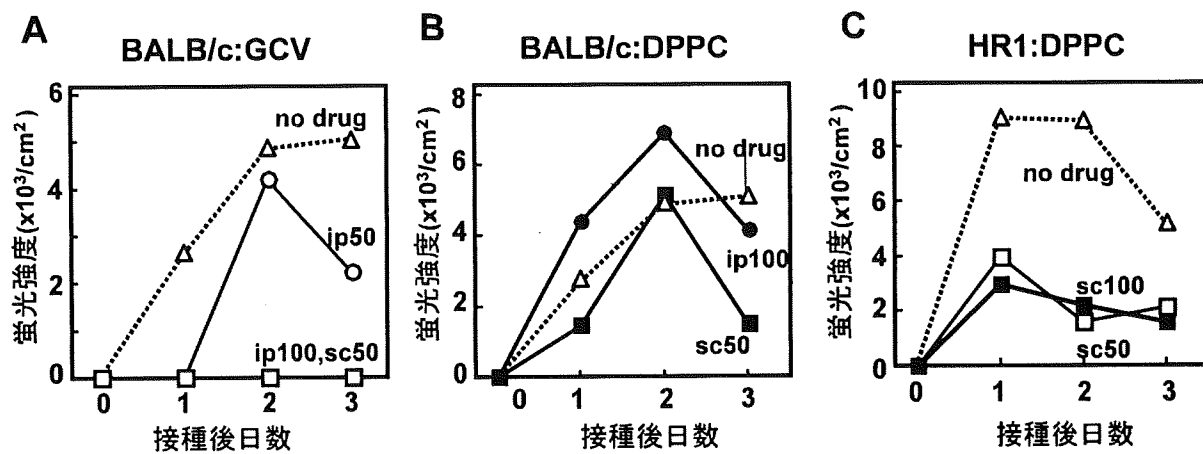 A
BALB/c:GCV
蛍光強度(x10³/cm²)
6
4
2
0
no drug
ip50
ip100,sc50
0 1 2 3
接種後日数
B
BALB/c:DPPC
蛍光強度(x10³/cm²)
8
6
4
2
0
no drug
ip100
sc50
0 1 2 3
接種後日数
C
HR1:DPPC
蛍光強度(x10³/cm²)
10
8
6
4
2
0
no drug
sc100
sc50
0 1 2 3
接種後日数